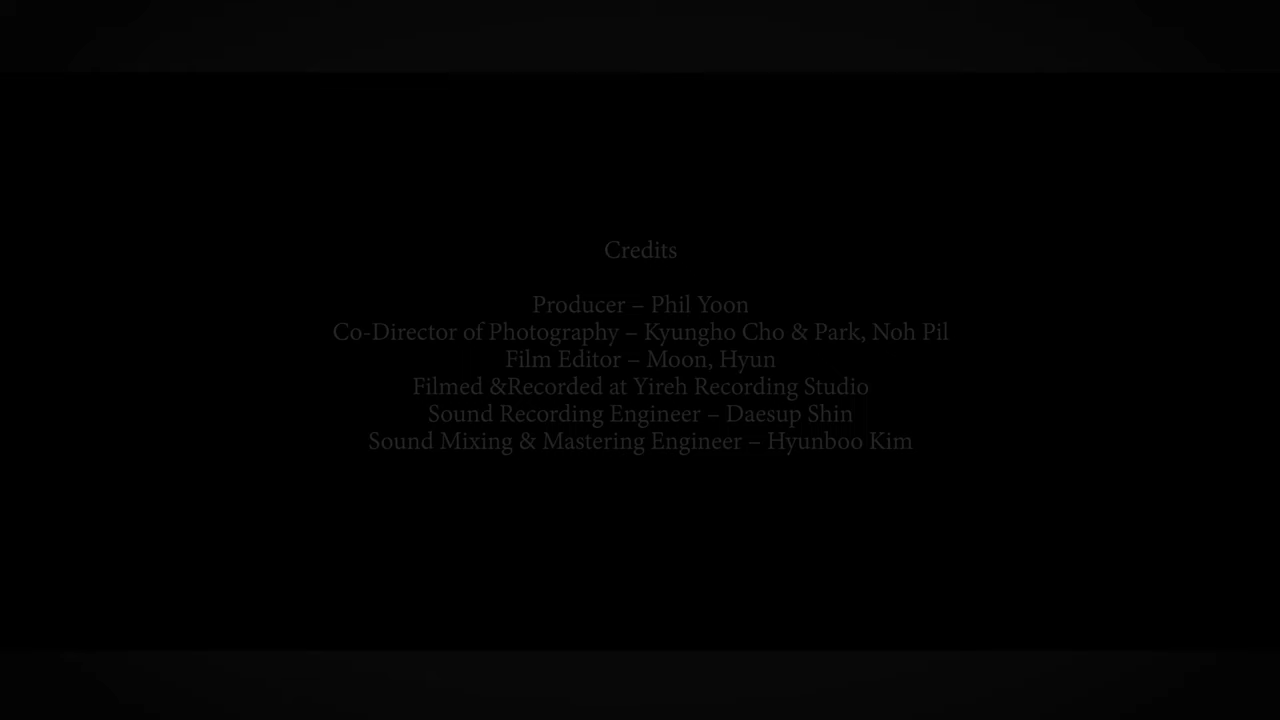 Credits
Producer – Phil Yoon
Co-Director of Photography – Kyungho Cho & Park, Noh Pil
Film Editor – Moon, Hyun
Filmed &Recorded at Yireh Recording Studio
Sound Recording Engineer – Daesup Shin
Sound Mixing & Mastering Engineer – Hyunboo Kim